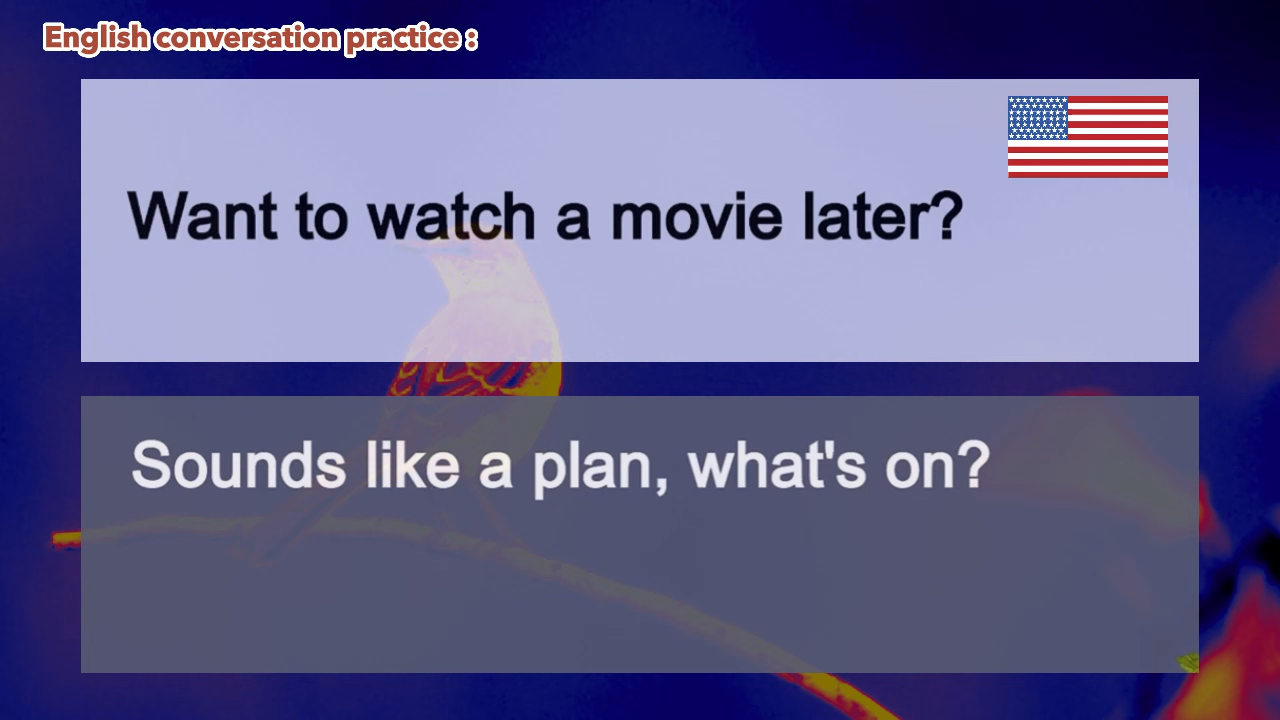 English conversation practice :
Want to watch a movie later?
Sounds like a plan, what's on?